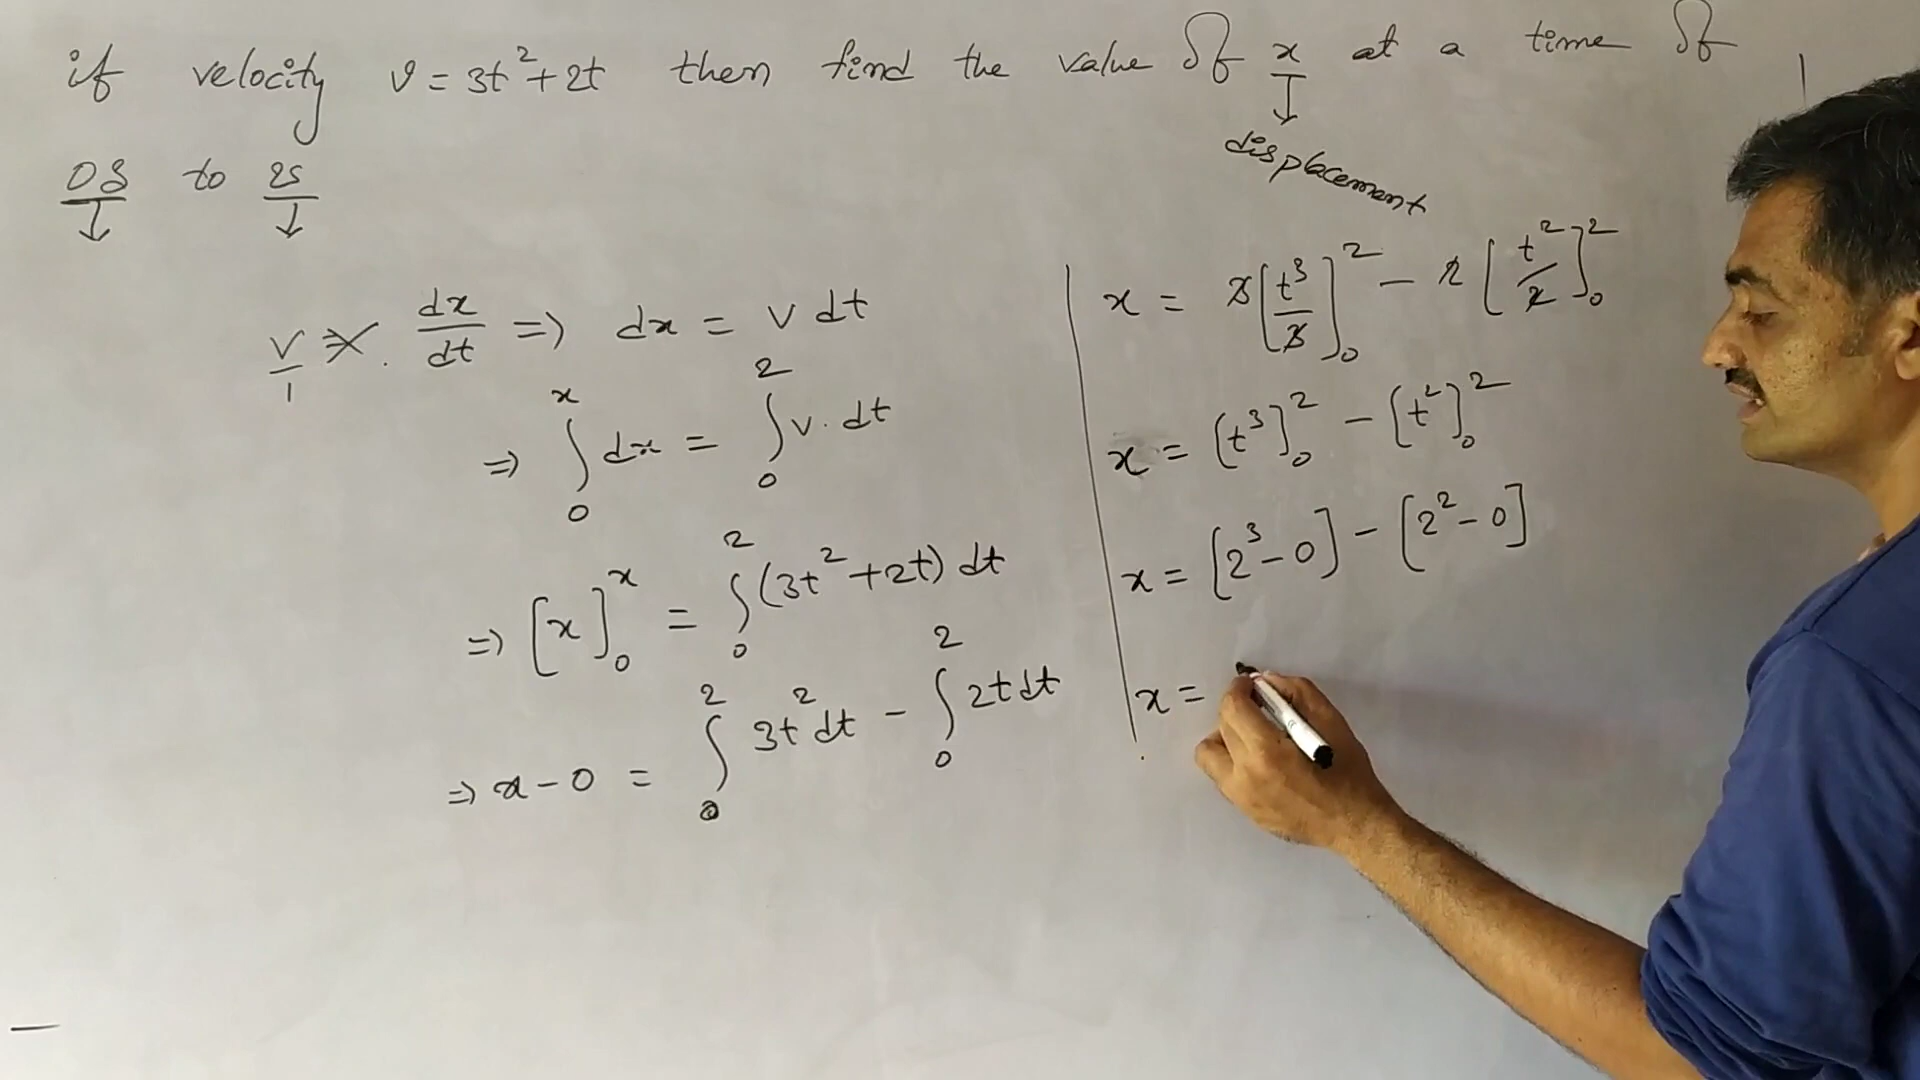 if velocity v = 3t² + 2t then find the value of x at a time of
displacement
0s to 2s
v/1 = dx/dt ⇒ dx = v dt
⇒ ∫₀ˣ dx = ∫₀² v. dt
⇒ [x]₀ˣ = ∫₀² (3t² + 2t) dt
⇒ x - 0 = ∫₀² 3t² dt - ∫₀² 2t dt
x = 3[t³/3]₀² - 2[t²/2]₀²
x = [t³]₀² - [t²]₀²
x = [2³ - 0] - [2² - 0]
x =